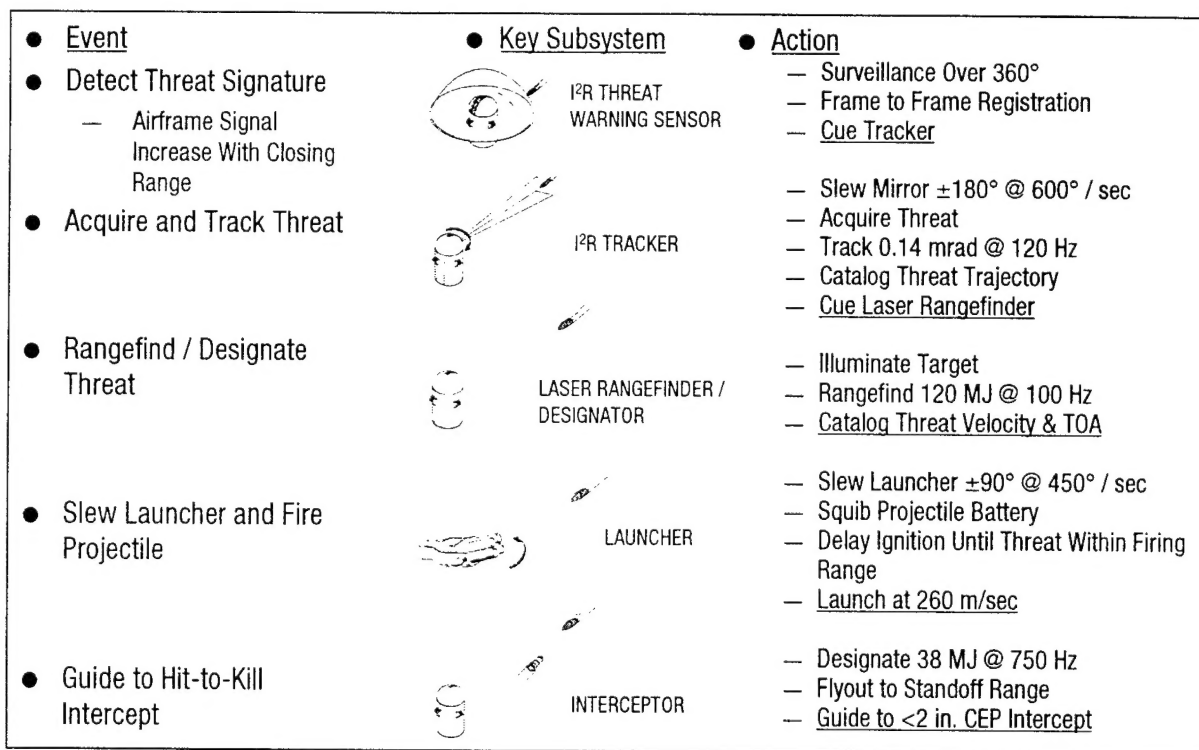 ● Event
● Key Subsystem
● Action
● Detect Threat Signature
— Airframe Signal
Increase With Closing
Range
I²R THREAT
WARNING SENSOR
— Surveillance Over 360°
— Frame to Frame Registration
— Cue Tracker
● Acquire and Track Threat
I²R TRACKER
— Slew Mirror ±180° @ 600° / sec
— Acquire Threat
— Track 0.14 mrad @ 120 Hz
— Catalog Threat Trajectory
— Cue Laser Rangefinder
● Rangefind / Designate
Threat
LASER RANGEFINDER /
DESIGNATOR
— Illuminate Target
— Rangefind 120 MJ @ 100 Hz
— Catalog Threat Velocity & TOA
● Slew Launcher and Fire
Projectile
LAUNCHER
— Slew Launcher ±90° @ 450° / sec
— Squib Projectile Battery
— Delay Ignition Until Threat Within Firing
Range
— Launch at 260 m/sec
● Guide to Hit-to-Kill
Intercept
INTERCEPTOR
— Designate 38 MJ @ 750 Hz
— Flyout to Standoff Range
— Guide to <2 in. CEP Intercept